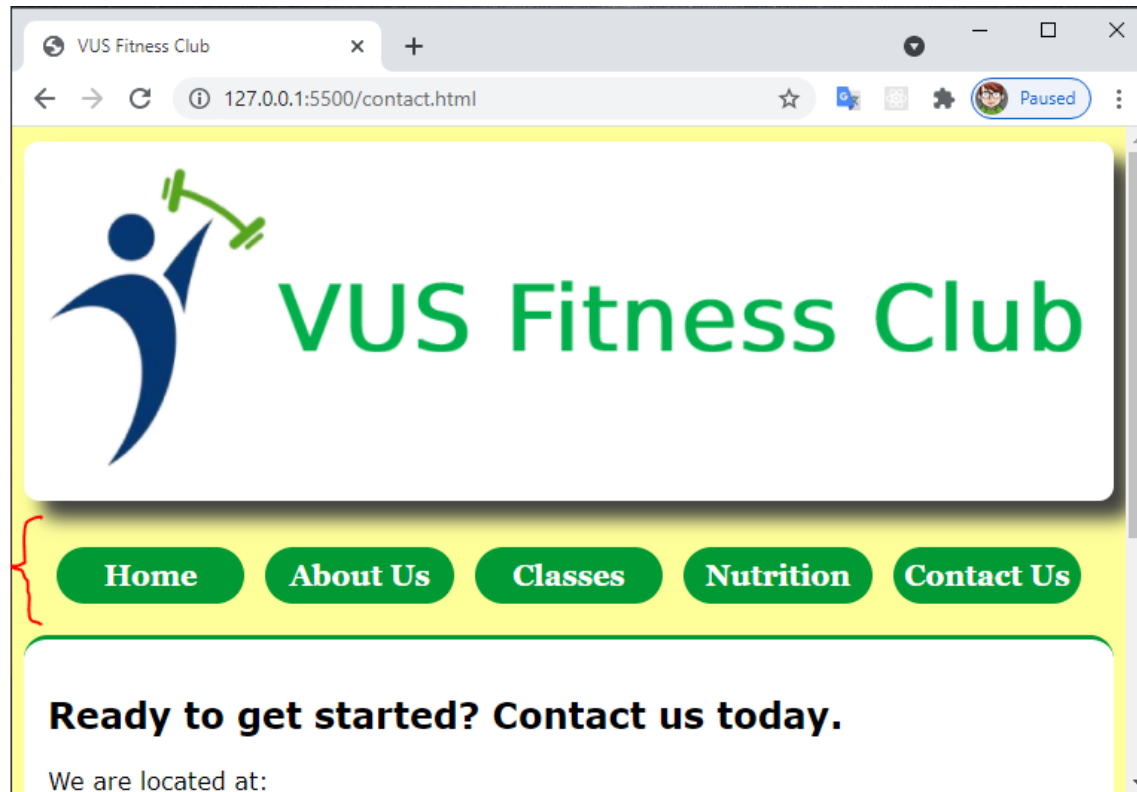 VUS Fitness Club
127.0.0.1:5500/contact.html
Paused
VUS Fitness Club
Home About Us Classes Nutrition Contact Us
Ready to get started? Contact us today.
We are located at: